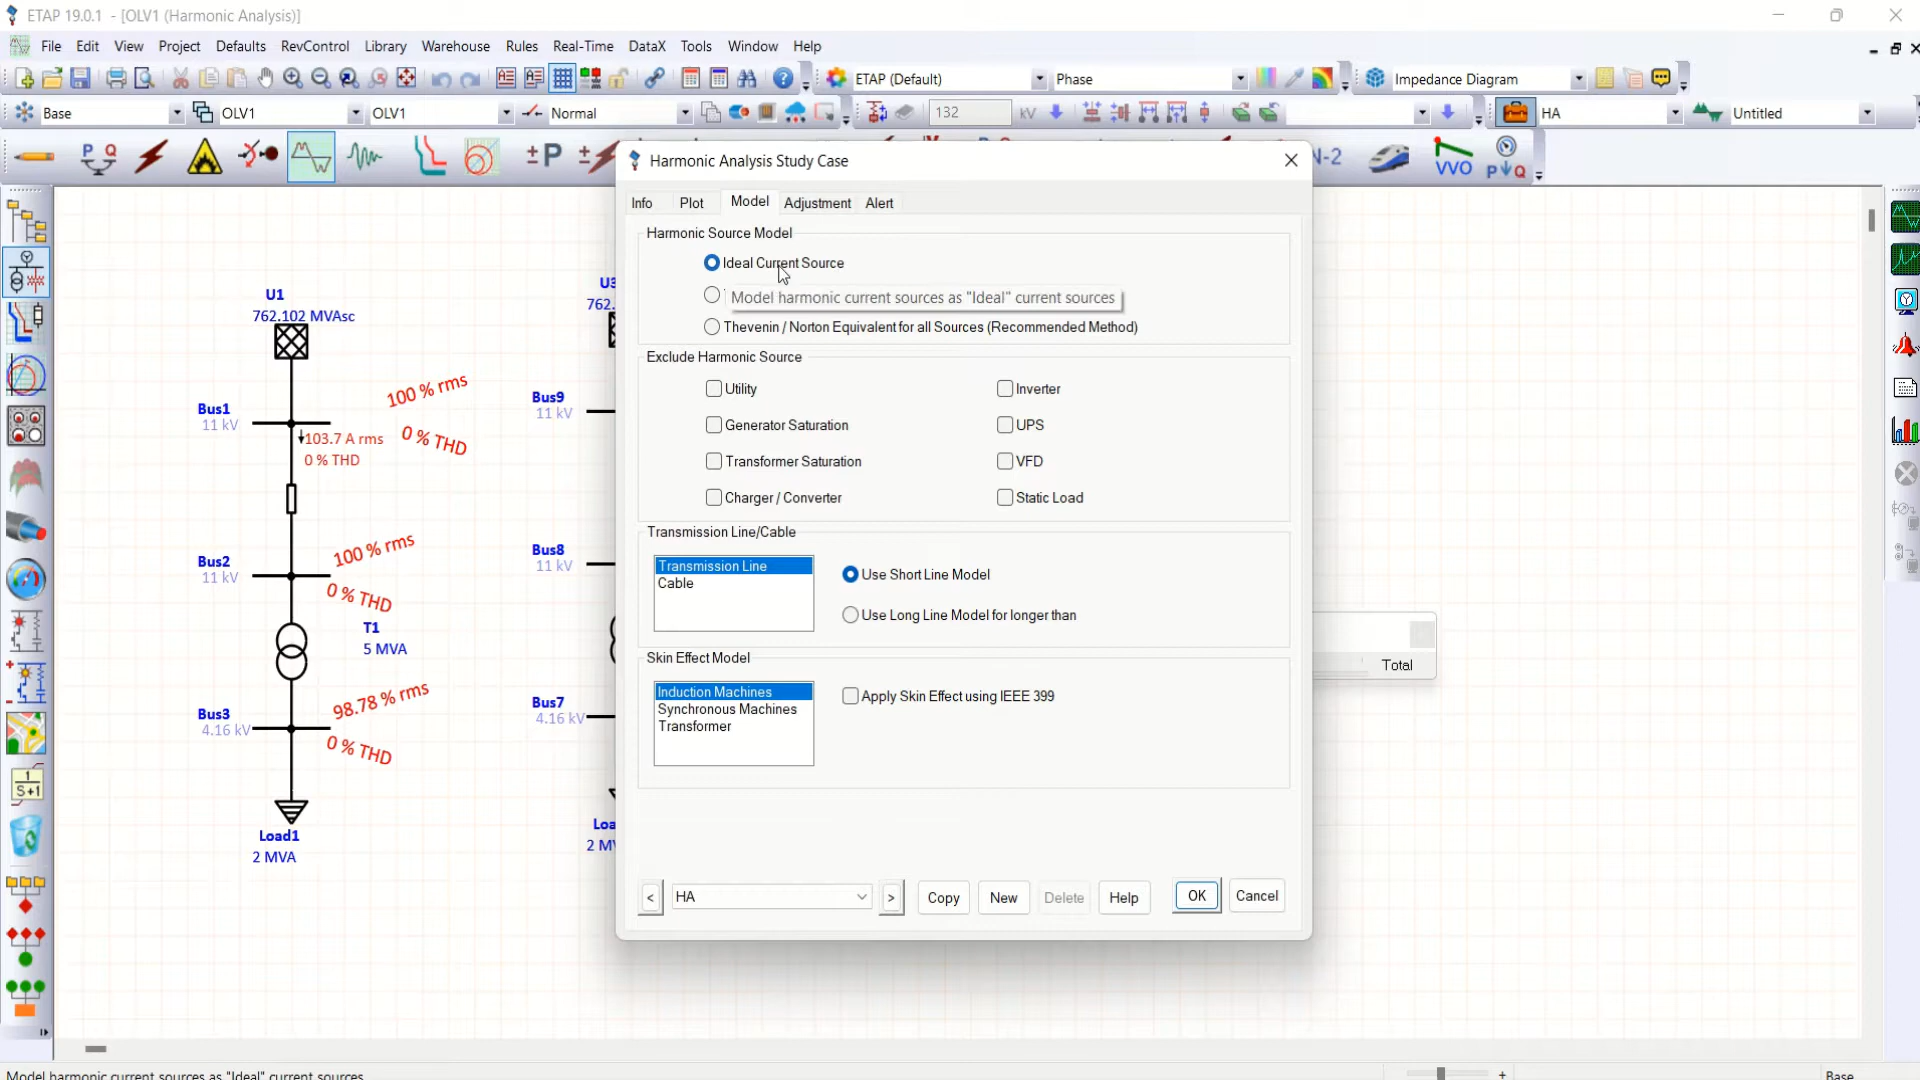 ETAP 19.0.1 - [OLV1 (Harmonic Analysis)]
File Edit View Project Defaults RevControl Library Warehouse Rules Real-Time DataX Tools Window Help
ETAP (Default) Phase Impedance Diagram
Base OLV1 OLV1 Normal 132 kV HA Untitled
P Q ±P N-2 VVO P Q
Harmonic Analysis Study Case
Info Plot Model Adjustment Alert
Harmonic Source Model
Ideal Current Source
Model harmonic current sources as "Ideal" current sources
Thevenin / Norton Equivalent for all Sources (Recommended Method)
Exclude Harmonic Source
Utility
Inverter
Generator Saturation
UPS
Transformer Saturation
VFD
Charger / Converter
Static Load
Transmission Line/Cable
Transmission Line
Cable
Use Short Line Model
Use Long Line Model for longer than
Skin Effect Model
Induction Machines
Synchronous Machines
Transformer
Apply Skin Effect using IEEE 399
< HA > Copy New Delete Help OK Cancel
U1
762.102 MVAsc
Bus1
11 kV
100 % rms
0 % THD
103.7 A rms
0 % THD
Bus2
11 kV
100 % rms
0 % THD
T1
5 MVA
Bus3
4.16 kV
98.78 % rms
0 % THD
Load1
2 MVA
U3
762.
Bus9
11 kV
Bus8
11 kV
Bus7
4.16 kV
Loa
2 M
Total
1
S+1
Model harmonic current sources as "Ideal" current sources
+
Base